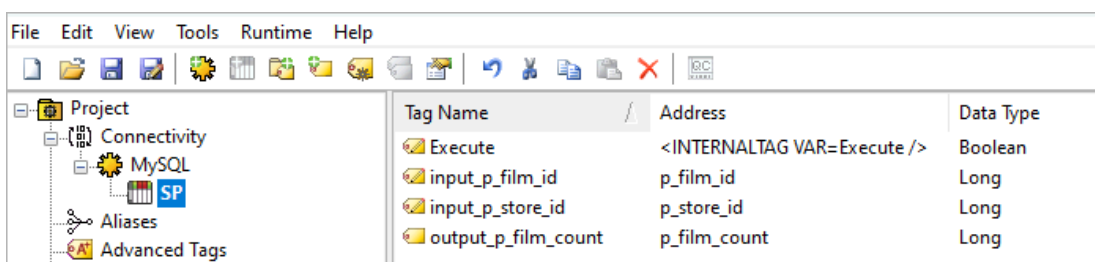 File Edit View Tools Runtime Help
QC
Project
Connectivity
MySQL
SP
Aliases
Advanced Tags
Tag Name Address Data Type
Execute <INTERNALTAG VAR=Execute /> Boolean
input_p_film_id p_film_id Long
input_p_store_id p_store_id Long
output_p_film_count p_film_count Long